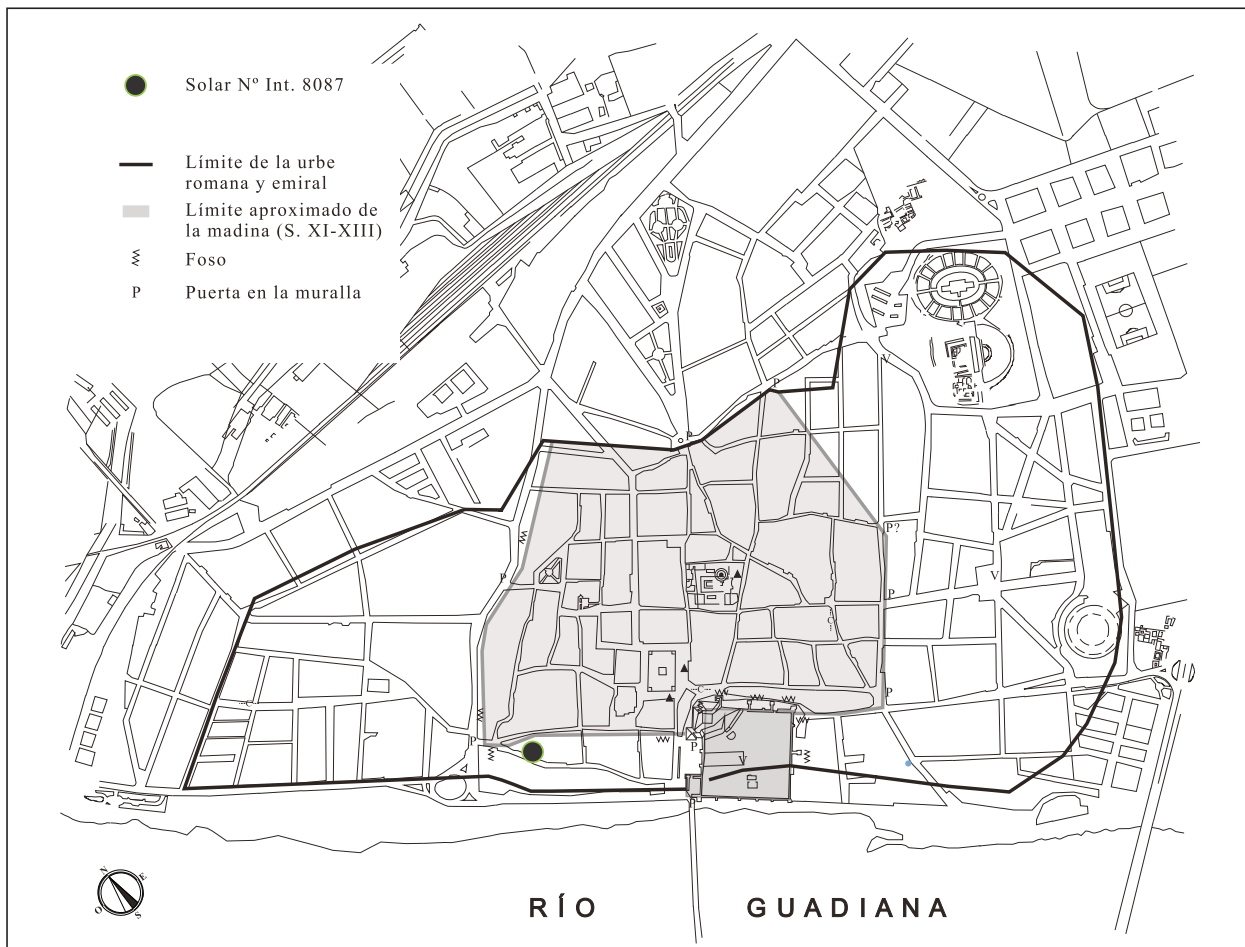 Solar Nº Int. 8087
Límite de la urbe
romana y emiral
Límite aproximado de
la madina (S. XI-XIII)
Foso
P Puerta en la muralla
V
P
P
P?
P
V
P
C
C
C
P
P
P
V
N
E
O
S
RÍO GUADIANA